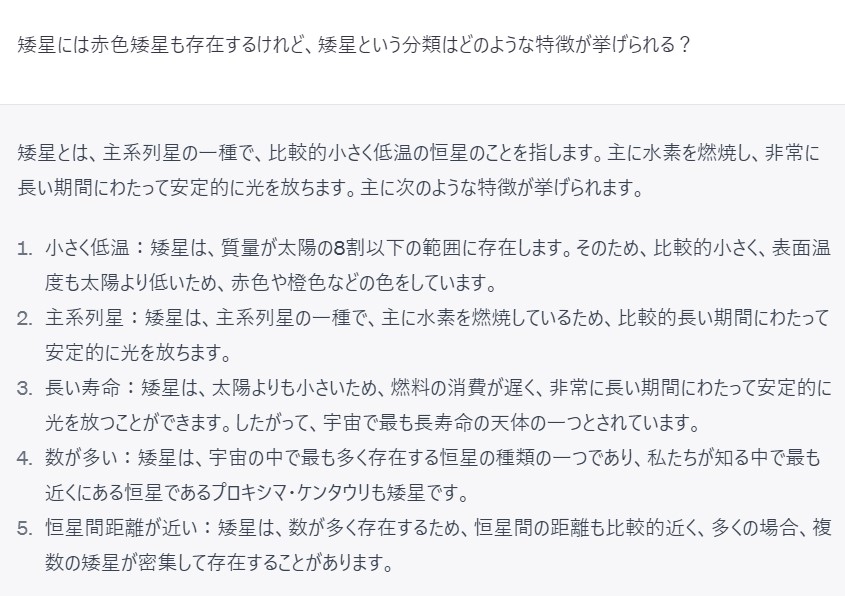 矮星には赤色矮星も存在するけれど、矮星という分類はどのような特徴が挙げられる？
矮星とは、主系列星の一種で、比較的小さく低温の恒星のことを指します。主に水素を燃焼し、非常に
長い期間にわたって安定的に光を放ちます。主に次のような特徴が挙げられます。
1. 小さく低温：矮星は、質量が太陽の8割以下の範囲に存在します。そのため、比較的小さく、表面温
度も太陽より低いため、赤色や橙色などの色をしています。
2. 主系列星：矮星は、主系列星の一種で、主に水素を燃焼しているため、比較的長い期間にわたって
安定的に光を放ちます。
3. 長い寿命：矮星は、太陽よりも小さいため、燃料の消費が遅く、非常に長い期間にわたって安定的に
光を放つことができます。したがって、宇宙で最も長寿命の天体の一つとされています。
4. 数が多い：矮星は、宇宙の中で最も多く存在する恒星の種類の一つであり、私たちが知る中で最も
近くにある恒星であるプロキシマ・ケンタウリも矮星です。
5. 恒星間距離が近い：矮星は、数が多く存在するため、恒星間の距離も比較的近く、多くの場合、複
数の矮星が密集して存在することがあります。